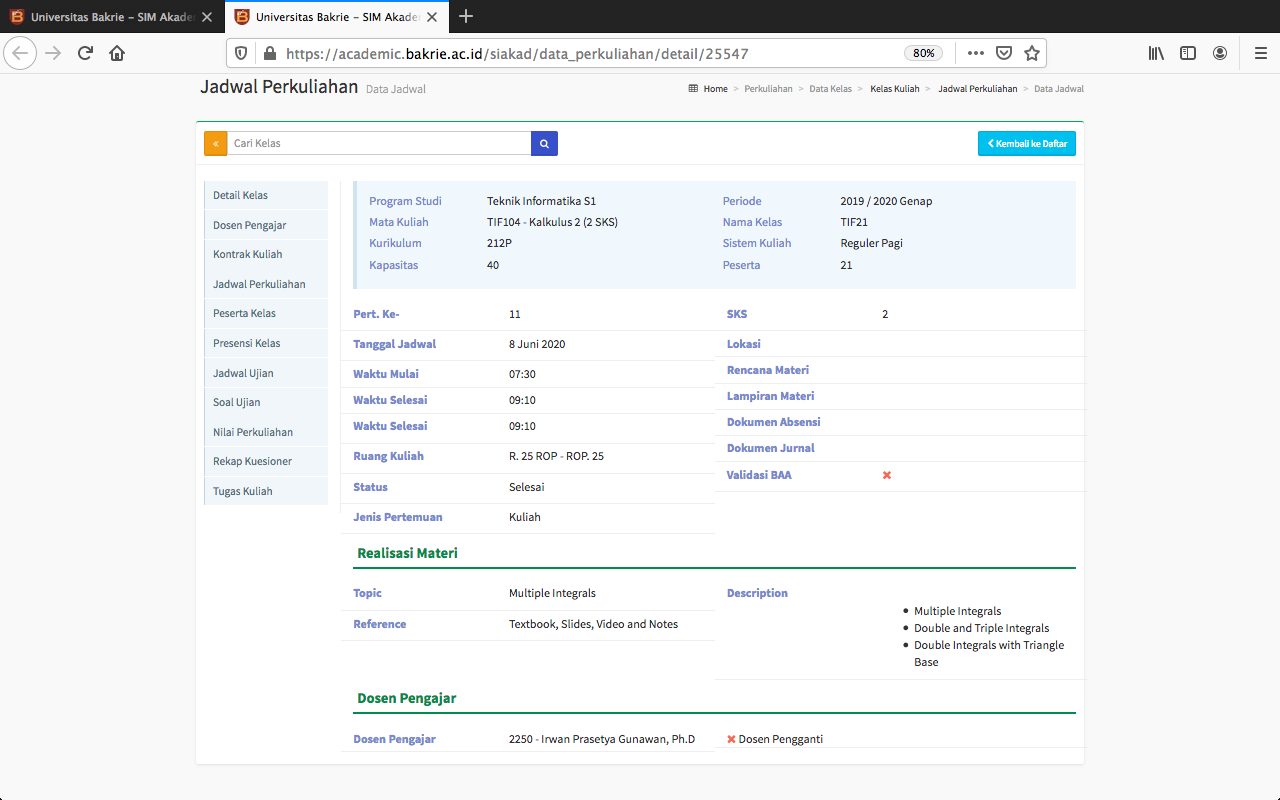 Universitas Bakrie – SIM Akade
Universitas Bakrie – SIM Akade
https://academic.bakrie.ac.id/siakad/data_perkuliahan/detail/25547 80%
Jadwal Perkuliahan Data Jadwal
Home > Perkuliahan > Data Kelas > Kelas Kuliah > Jadwal Perkuliahan > Data Jadwal
« Cari Kelas
Kembali ke Daftar
Detail Kelas
Dosen Pengajar
Kontrak Kuliah
Jadwal Perkuliahan
Peserta Kelas
Presensi Kelas
Jadwal Ujian
Soal Ujian
Nilai Perkuliahan
Rekap Kuesioner
Tugas Kuliah
Program Studi Teknik Informatika S1
Mata Kuliah TIF104 - Kalkulus 2 (2 SKS)
Kurikulum 212P
Kapasitas 40
Periode 2019 / 2020 Genap
Nama Kelas TIF21
Sistem Kuliah Reguler Pagi
Peserta 21
Pert. Ke- 11
Tanggal Jadwal 8 Juni 2020
Waktu Mulai 07:30
Waktu Selesai 09:10
Waktu Selesai 09:10
Ruang Kuliah R. 25 ROP - ROP. 25
Status Selesai
Jenis Pertemuan Kuliah
SKS 2
Lokasi
Rencana Materi
Lampiran Materi
Dokumen Absensi
Dokumen Jurnal
Validasi BAA
Realisasi Materi
Topic Multiple Integrals
Reference Textbook, Slides, Video and Notes
Description
• Multiple Integrals
• Double and Triple Integrals
• Double Integrals with Triangle
Base
Dosen Pengajar
Dosen Pengajar 2250 - Irwan Prasetya Gunawan, Ph.D
Dosen Pengganti